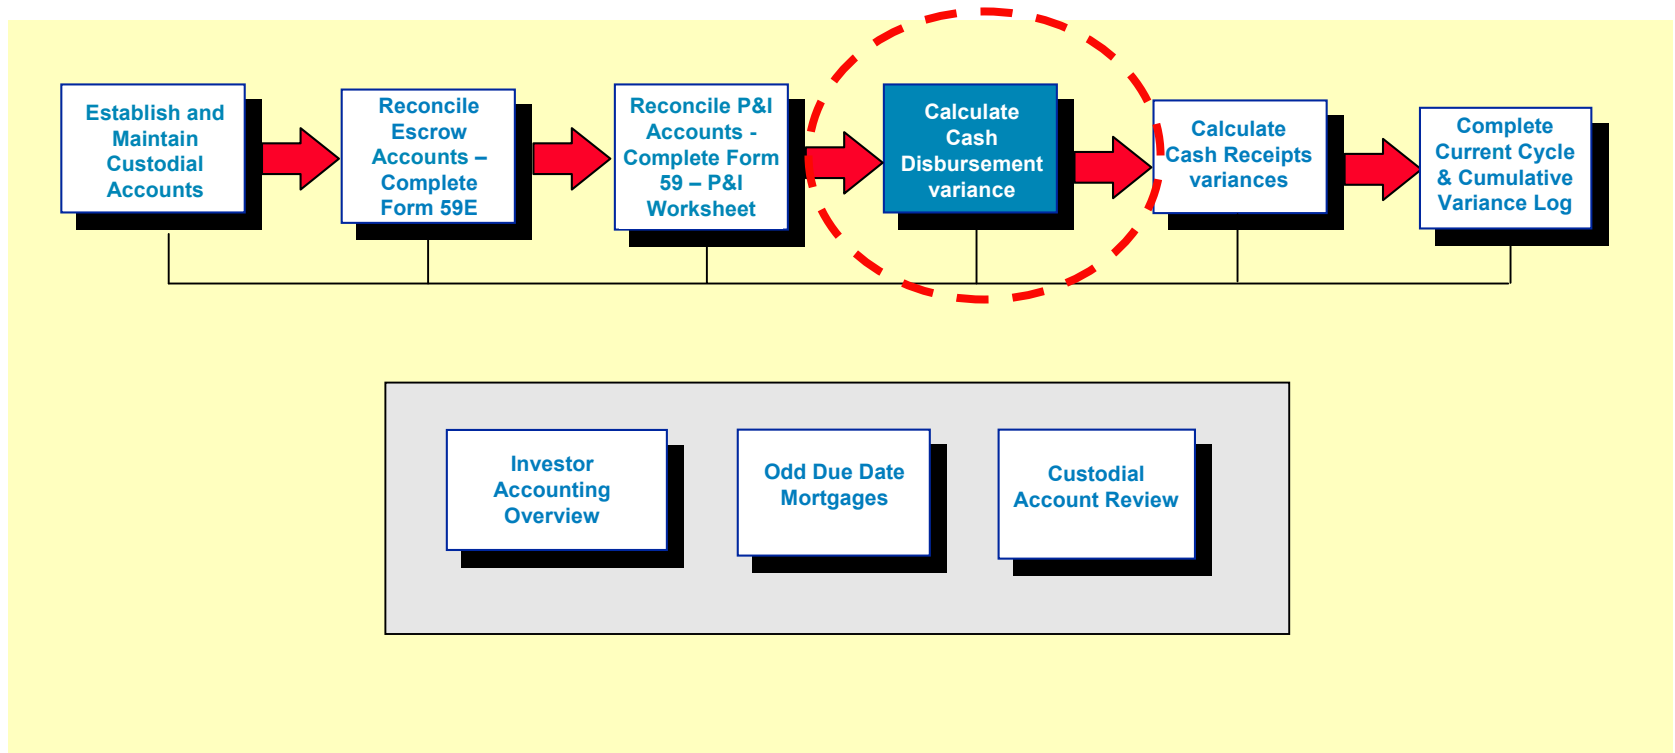 Establish and
Maintain
Custodial
Accounts
Reconcile
Escrow
Accounts –
Complete
Form 59E
Reconcile P&I
Accounts -
Complete Form
59 – P&I
Worksheet
Calculate
Cash
Disbursement
variance
Calculate
Cash Receipts
variances
Complete
Current Cycle
& Cumulative
Variance Log
Investor
Accounting
Overview
Odd Due Date
Mortgages
Custodial
Account Review